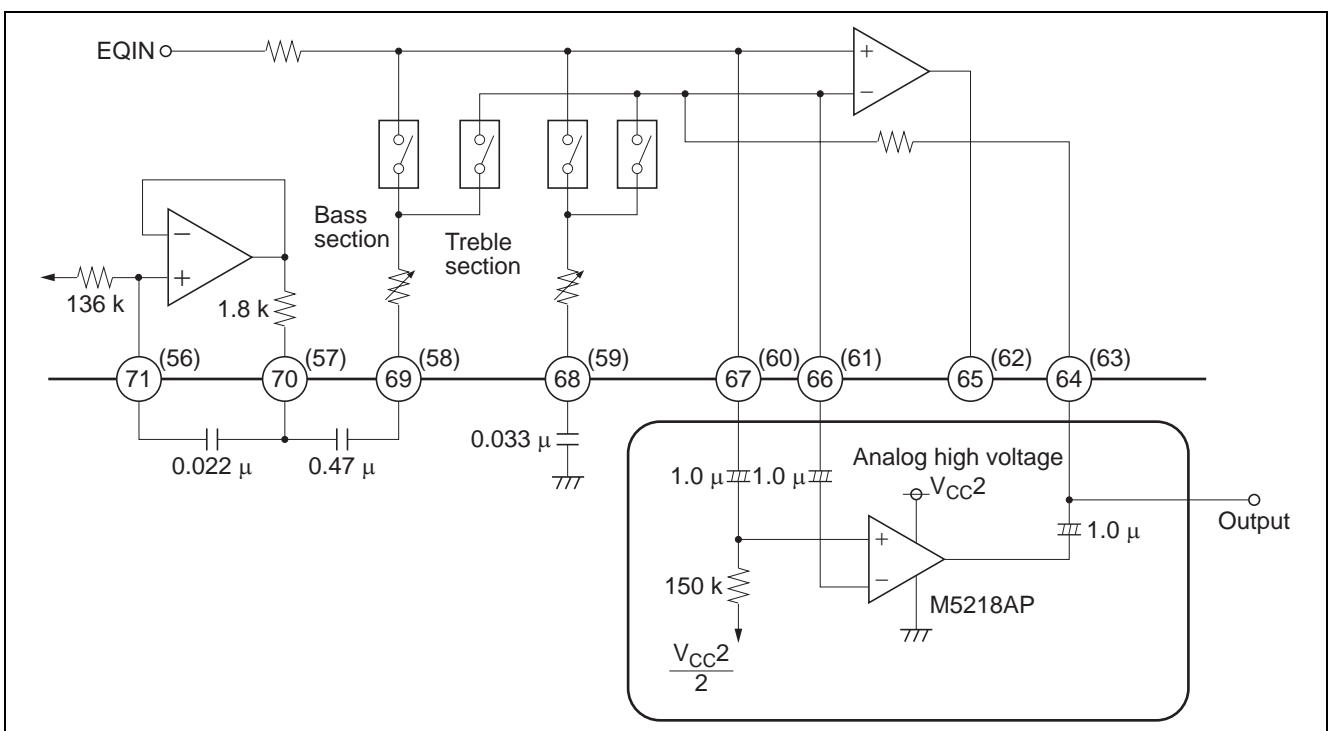 EQIN
+
−
Bass
section
Treble
section
−
+
136 k
1.8 k
71 (56)
70 (57)
69 (58)
68 (59)
67 (60)
66 (61)
65 (62)
64 (63)
0.022 μ
0.47 μ
0.033 μ
1.0 μ
1.0 μ
Analog high voltage
VCC2
1.0 μ
Output
+
−
150 k
M5218AP
VCC2
2